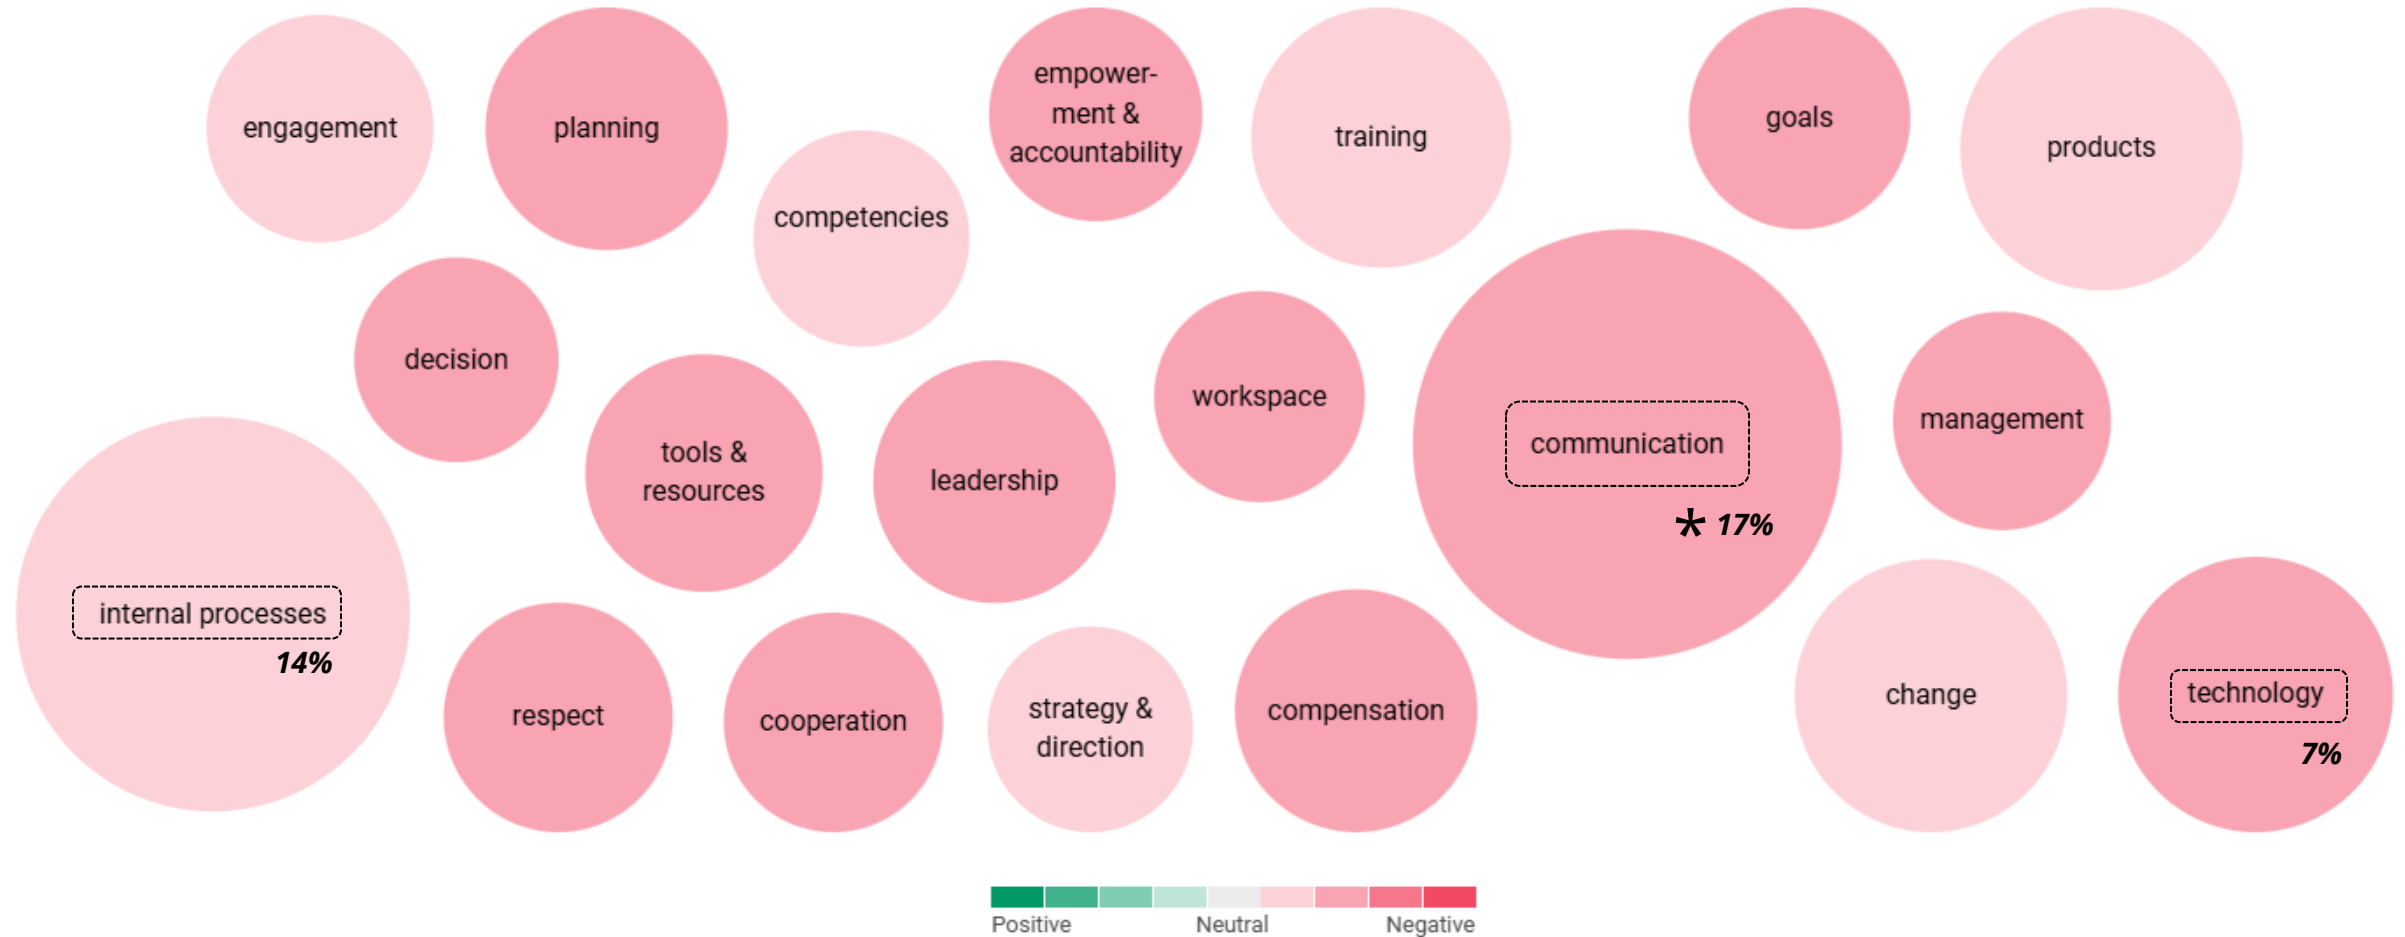 engagement
planning
competencies
empower-
ment &
accountability
training
goals
products
decision
tools &
resources
leadership
workspace
communication
* 17%
management
internal processes
14%
respect
cooperation
strategy &
direction
compensation
change
technology
7%
Positive
Neutral
Negative